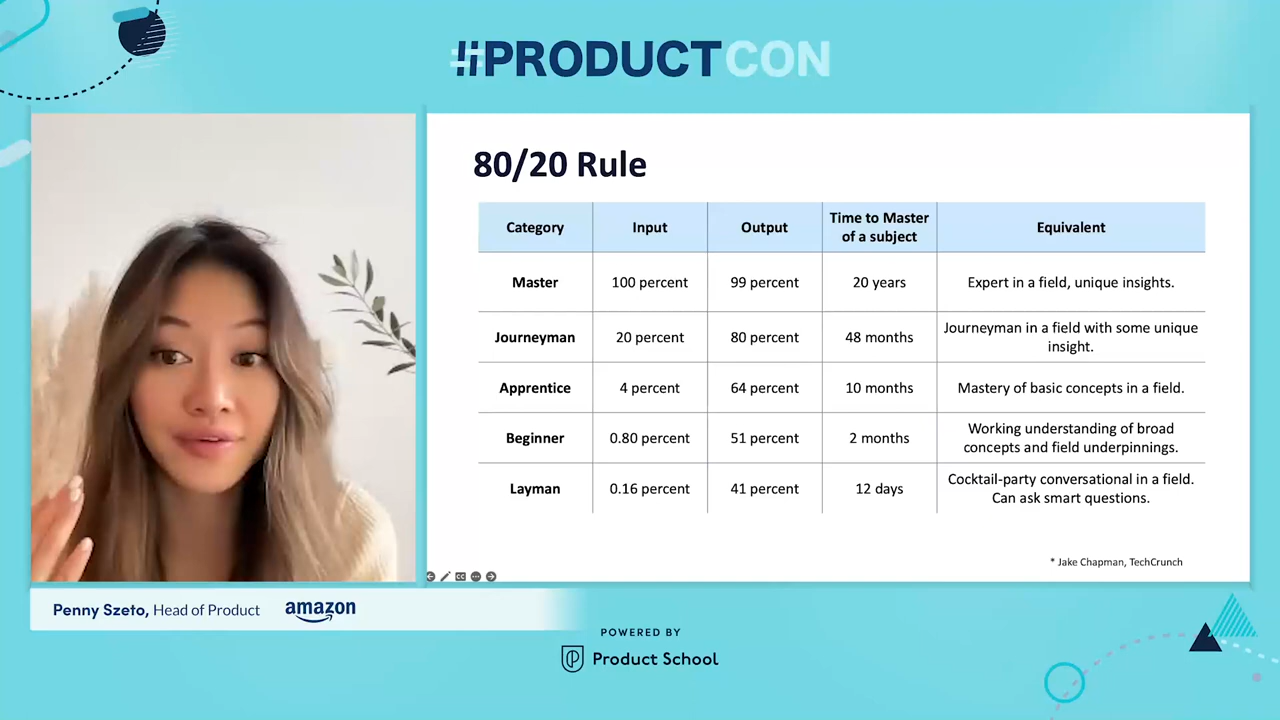 #PRODUCTCON
80/20 Rule
Category Input Output Time to Master of a subject Equivalent
Master 100 percent 99 percent 20 years Expert in a field, unique insights.
Journeyman 20 percent 80 percent 48 months Journeyman in a field with some unique insight.
Apprentice 4 percent 64 percent 10 months Mastery of basic concepts in a field.
Beginner 0.80 percent 51 percent 2 months Working understanding of broad concepts and field underpinnings.
Layman 0.16 percent 41 percent 12 days Cocktail-party conversational in a field. Can ask smart questions.
* Jake Chapman, TechCrunch
Penny Szeto, Head of Product amazon
POWERED BY
Product School